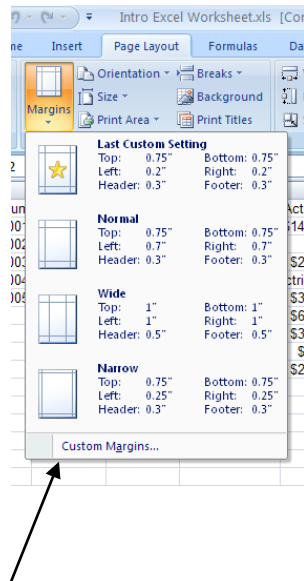 Intro Excel Worksheet.xls [Cor
me Insert Page Layout Formulas Da
Margins Orientation Breaks
Size Background
Print Area Print Titles
Last Custom Setting
Top: 0.75" Bottom: 0.75"
Left: 0.2" Right: 0.2"
Header: 0.3" Footer: 0.3"
Normal
Top: 0.75" Bottom: 0.75"
Left: 0.7" Right: 0.7"
Header: 0.3" Footer: 0.3"
Wide
Top: 1" Bottom: 1"
Left: 1" Right: 1"
Header: 0.5" Footer: 0.5"
Narrow
Top: 0.75" Bottom: 0.75"
Left: 0.25" Right: 0.25"
Header: 0.3" Footer: 0.3"
Custom Margins...